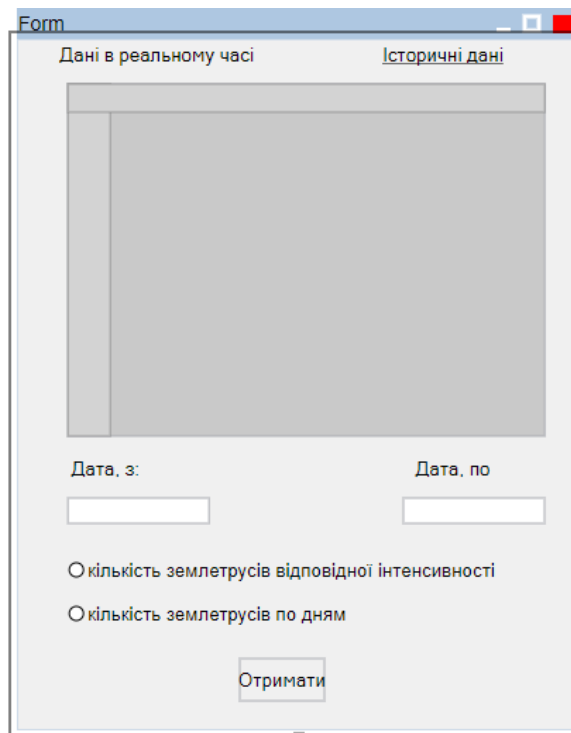 Form
Дані в реальному часі Історичні дані
Дата, з: Дата, по
кількість землетрусів відповідної інтенсивності
кількість землетрусів по дням
Отримати